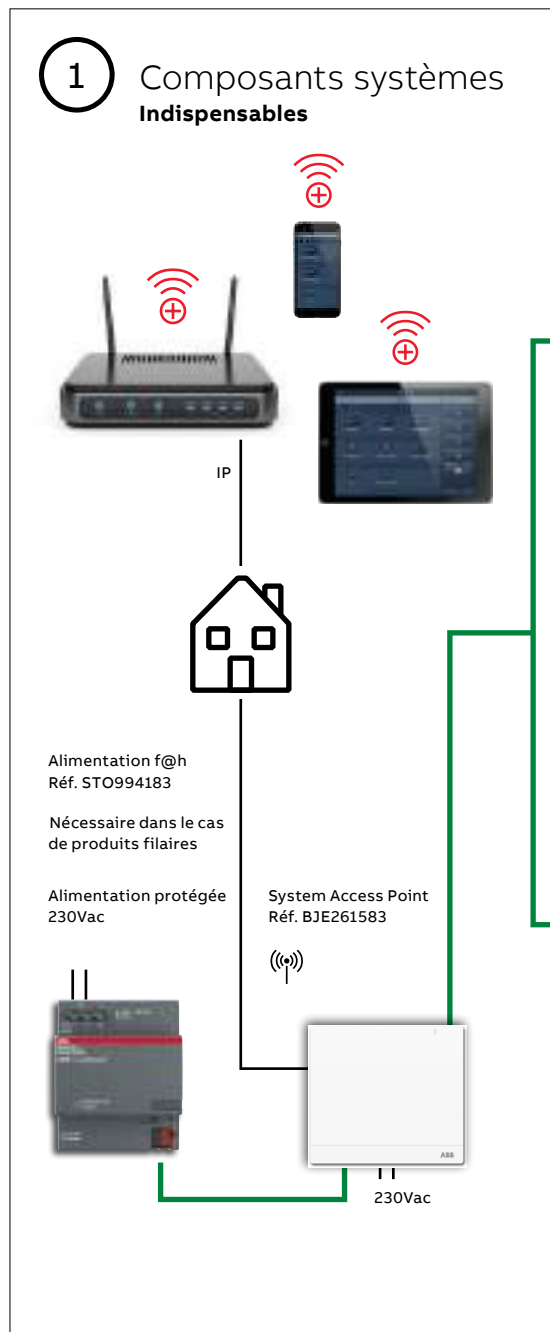 1
Composants systèmes
Indispensables
IP
Alimentation f@h
Réf. STO994183
Nécessaire dans le cas
de produits filaires
Alimentation protégée
230Vac
System Access Point
Réf. BJE261583
ABB
230Vac